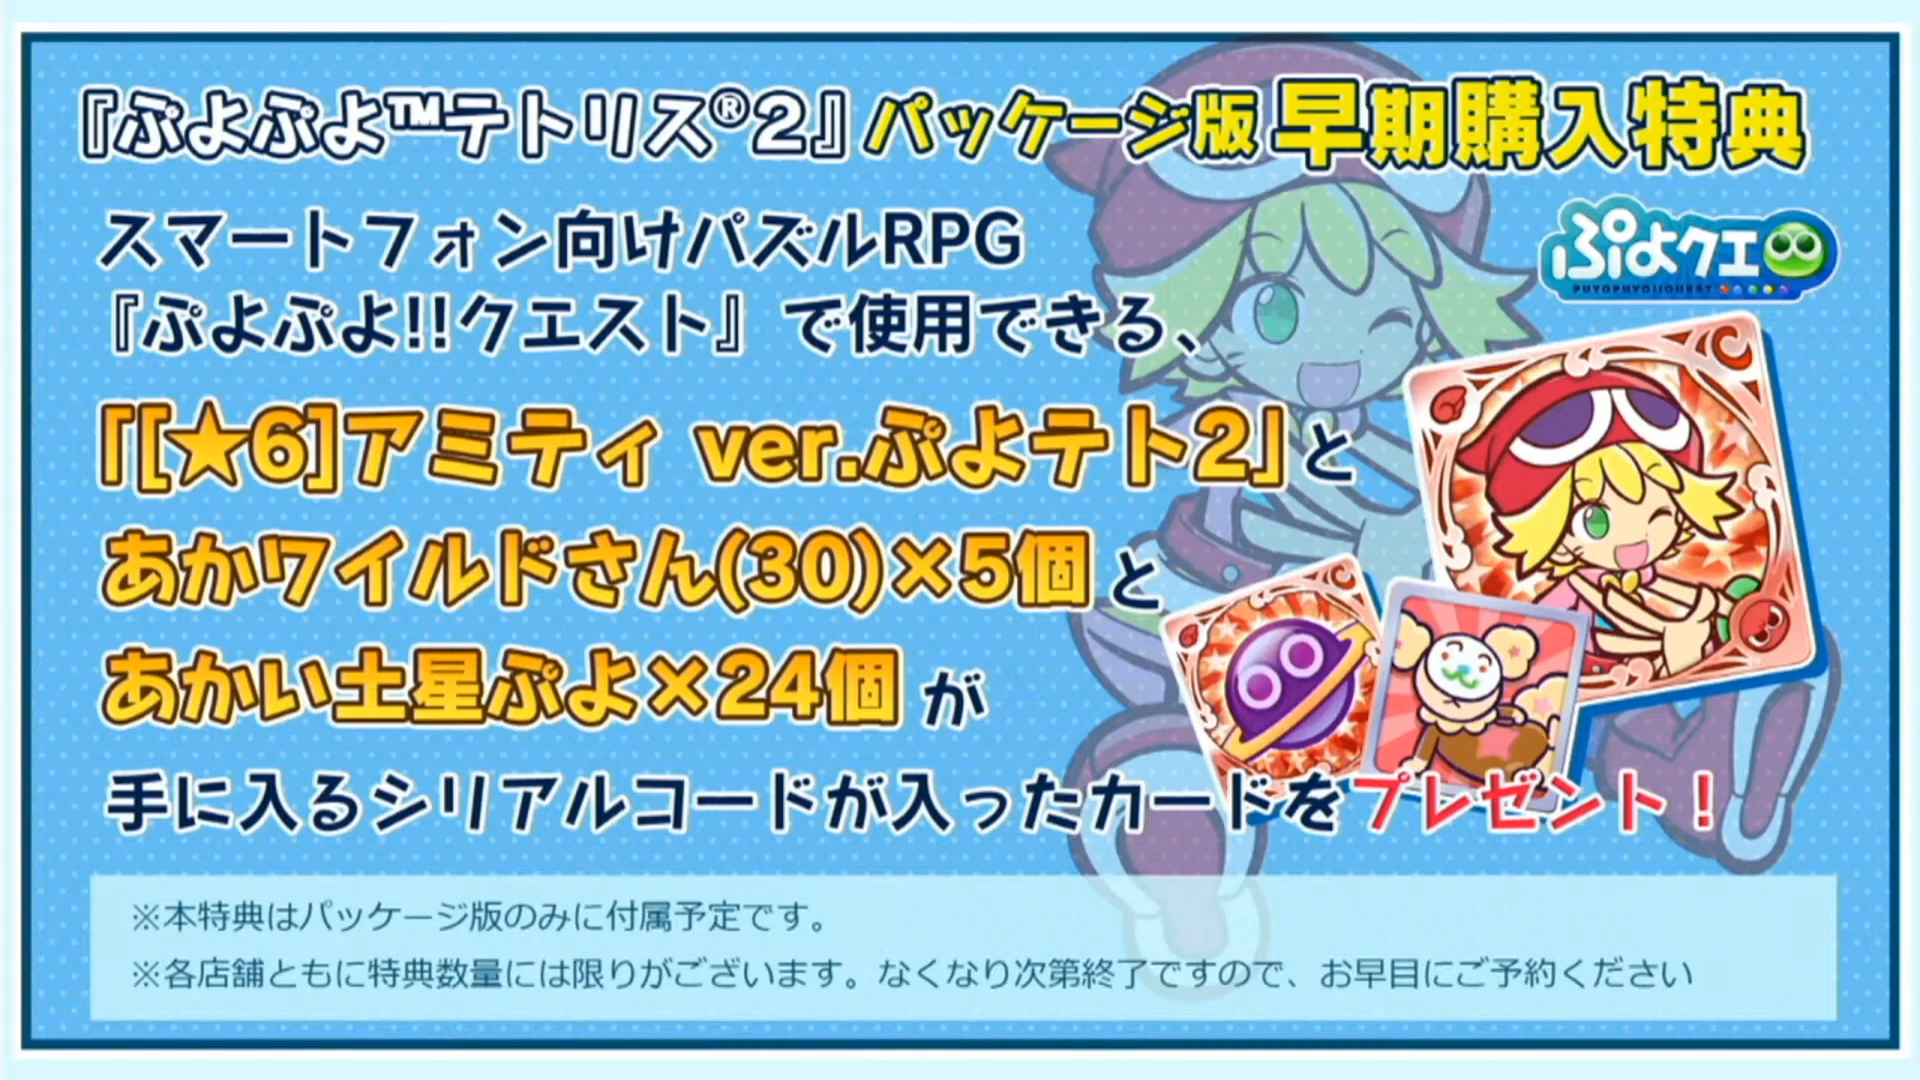 『ぷよぷよ™テトリス®2』パッケージ版 早期購入特典
スマートフォン向けパズルRPG
ぷよクエ
PUYOPUYO!!QUEST
『ぷよぷよ!!クエスト』で使用できる、
「[★6]アミティ ver.ぷよテト2」と
あかワイルドさん(30)×5個 と
あかい土星ぷよ×24個 が
手に入るシリアルコードが入ったカードをプレゼント！
※本特典はパッケージ版のみに付属予定です。
※各店舗ともに特典数量には限りがございます。なくなり次第終了ですので、お早目にご予約ください